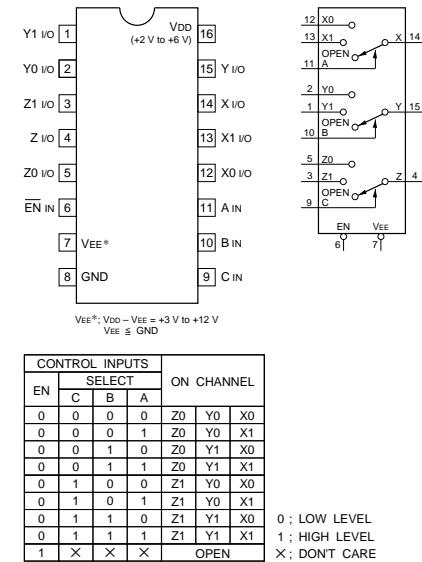 VDD
(+2 V to +6 V)
Y1 I/O 1
Y0 I/O 2
Z1 I/O 3
Z I/O 4
Z0 I/O 5
EN IN 6
7 VEE*
8 GND
16
15 Y I/O
14 X I/O
13 X1 I/O
12 X0 I/O
11 A IN
10 B IN
9 C IN
VEE*; VDD – VEE = +3 V to +12 V
VEE ≦ GND
12 X0
13 X1 X 14
OPEN
11 A
2 Y0
1 Y1 Y 15
OPEN
10 B
5 Z0
3 Z1 Z 4
OPEN
9 C
EN VEE
6 7
CONTROL INPUTS ON CHANNEL
EN SELECT
C B A
0 0 0 0 Z0 Y0 X0
0 0 0 1 Z0 Y0 X1
0 0 1 0 Z0 Y1 X0
0 0 1 1 Z0 Y1 X1
0 1 0 0 Z1 Y0 X0
0 1 0 1 Z1 Y0 X1
0 1 1 0 Z1 Y1 X0
0 1 1 1 Z1 Y1 X1
1 × × × OPEN
0 ; LOW LEVEL
1 ; HIGH LEVEL
× ; DON'T CARE